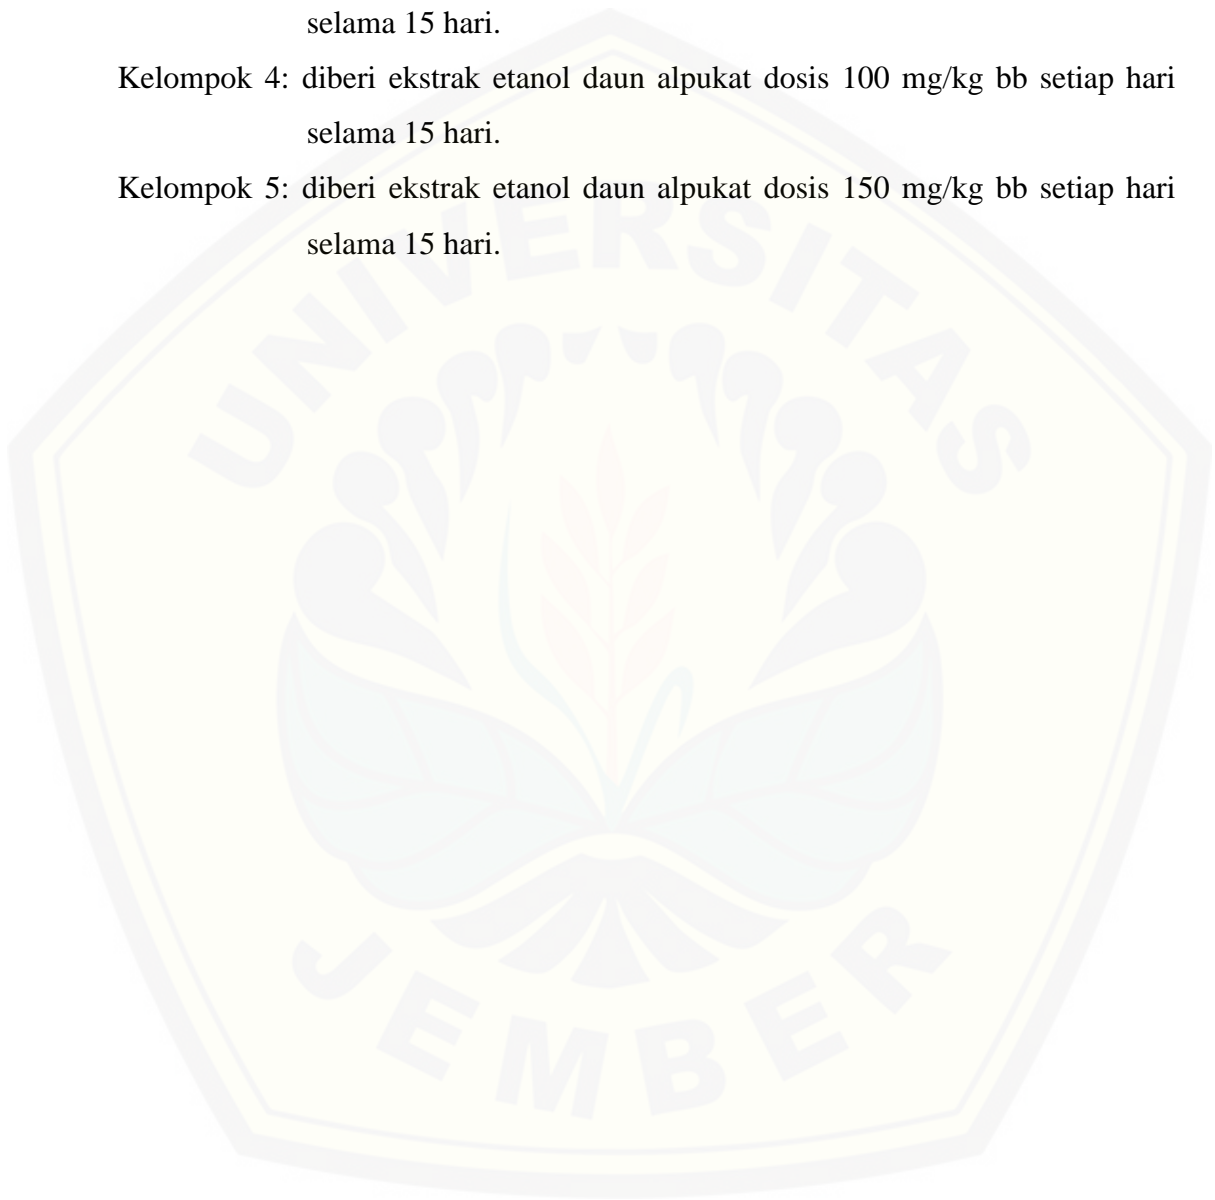 selama 15 hari.
Kelompok 4: diberi ekstrak etanol daun alpukat dosis 100 mg/kg bb setiap hari
selama 15 hari.
Kelompok 5: diberi ekstrak etanol daun alpukat dosis 150 mg/kg bb setiap hari
selama 15 hari.
UNIVERSITAS
JEMBER